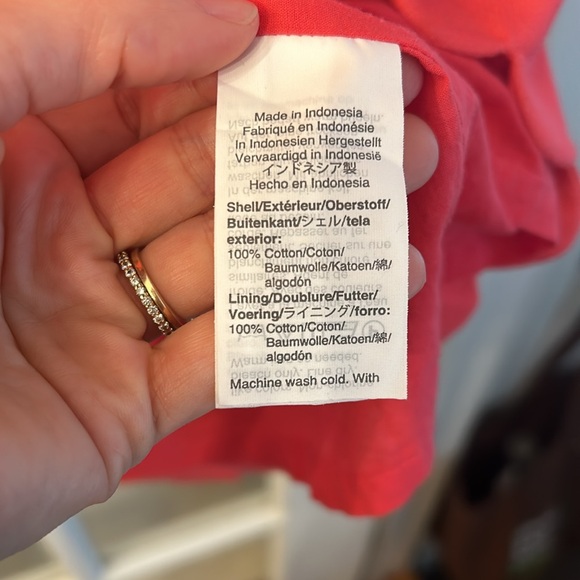 Made in Indonesia
Fabriqué en Indonésie
In Indonesien Hergestellt
Vervaardigd in Indonesië
インドネシア製
Hecho en Indonesia
Shell/Extérieur/Oberstoff/
Buitenkant/シェル/tela
exterior:
100% Cotton/Coton/
Baumwolle/Katoen/綿/
algodón
Lining/Doublure/Futter/
Voering/ライニング/forro:
100% Cotton/Coton/
Baumwolle/Katoen/綿/
algodón
Machine wash cold. With